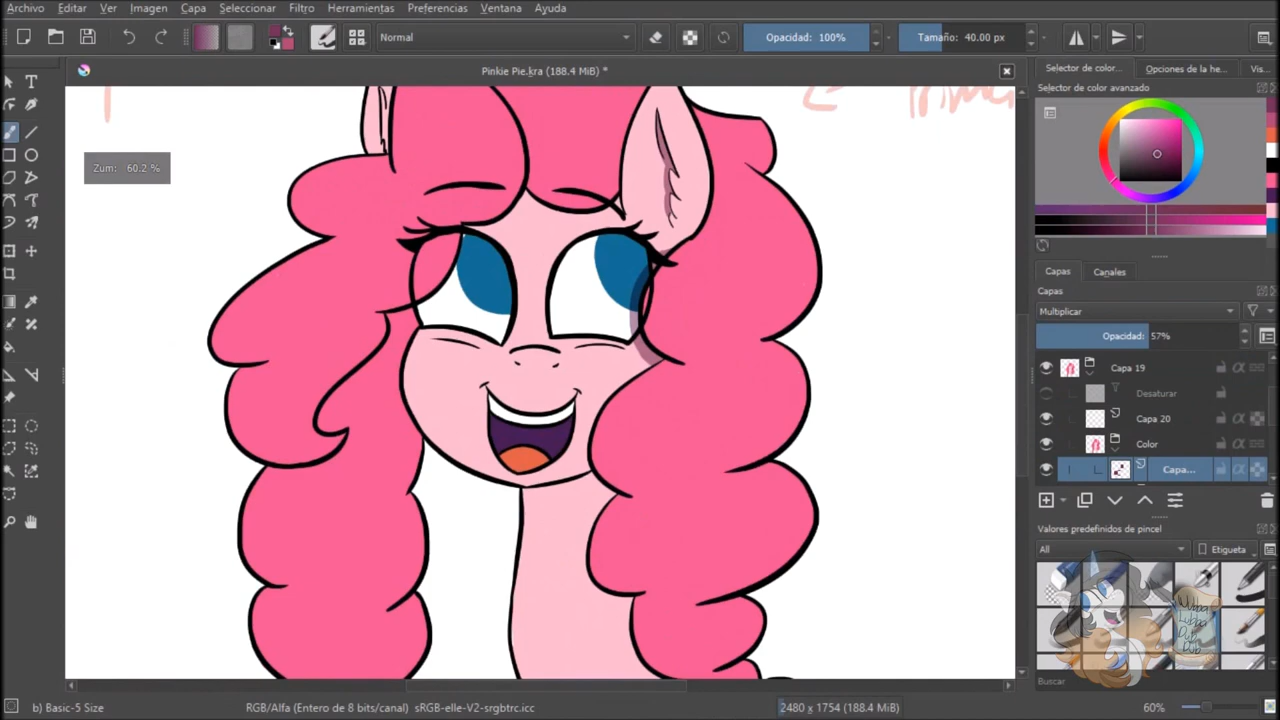 Archivo Editar Ver Imagen Capa Seleccionar Filtro Herramientas Preferencias Ventana Ayuda
Normal Opacidad: 100% Tamaño: 40.00 px
Pinkie Pie.kra (188.4 MiB) *
Selector de color... Opciones de la he... Vis...
Selector de color avanzado
Zum: 60.2 %
Capas Canales
Capas
Multiplicar
Opacidad: 57%
Capa 19
Desaturar
Capa 20
Color
Capa...
Valores predefinidos de pincel
All Etiqueta
Buscar
b) Basic-5 Size RGB/Alfa (Entero de 8 bits/canal) sRGB-elle-V2-srgbtrc.icc 2480 x 1754 (188.4 MiB) 60%